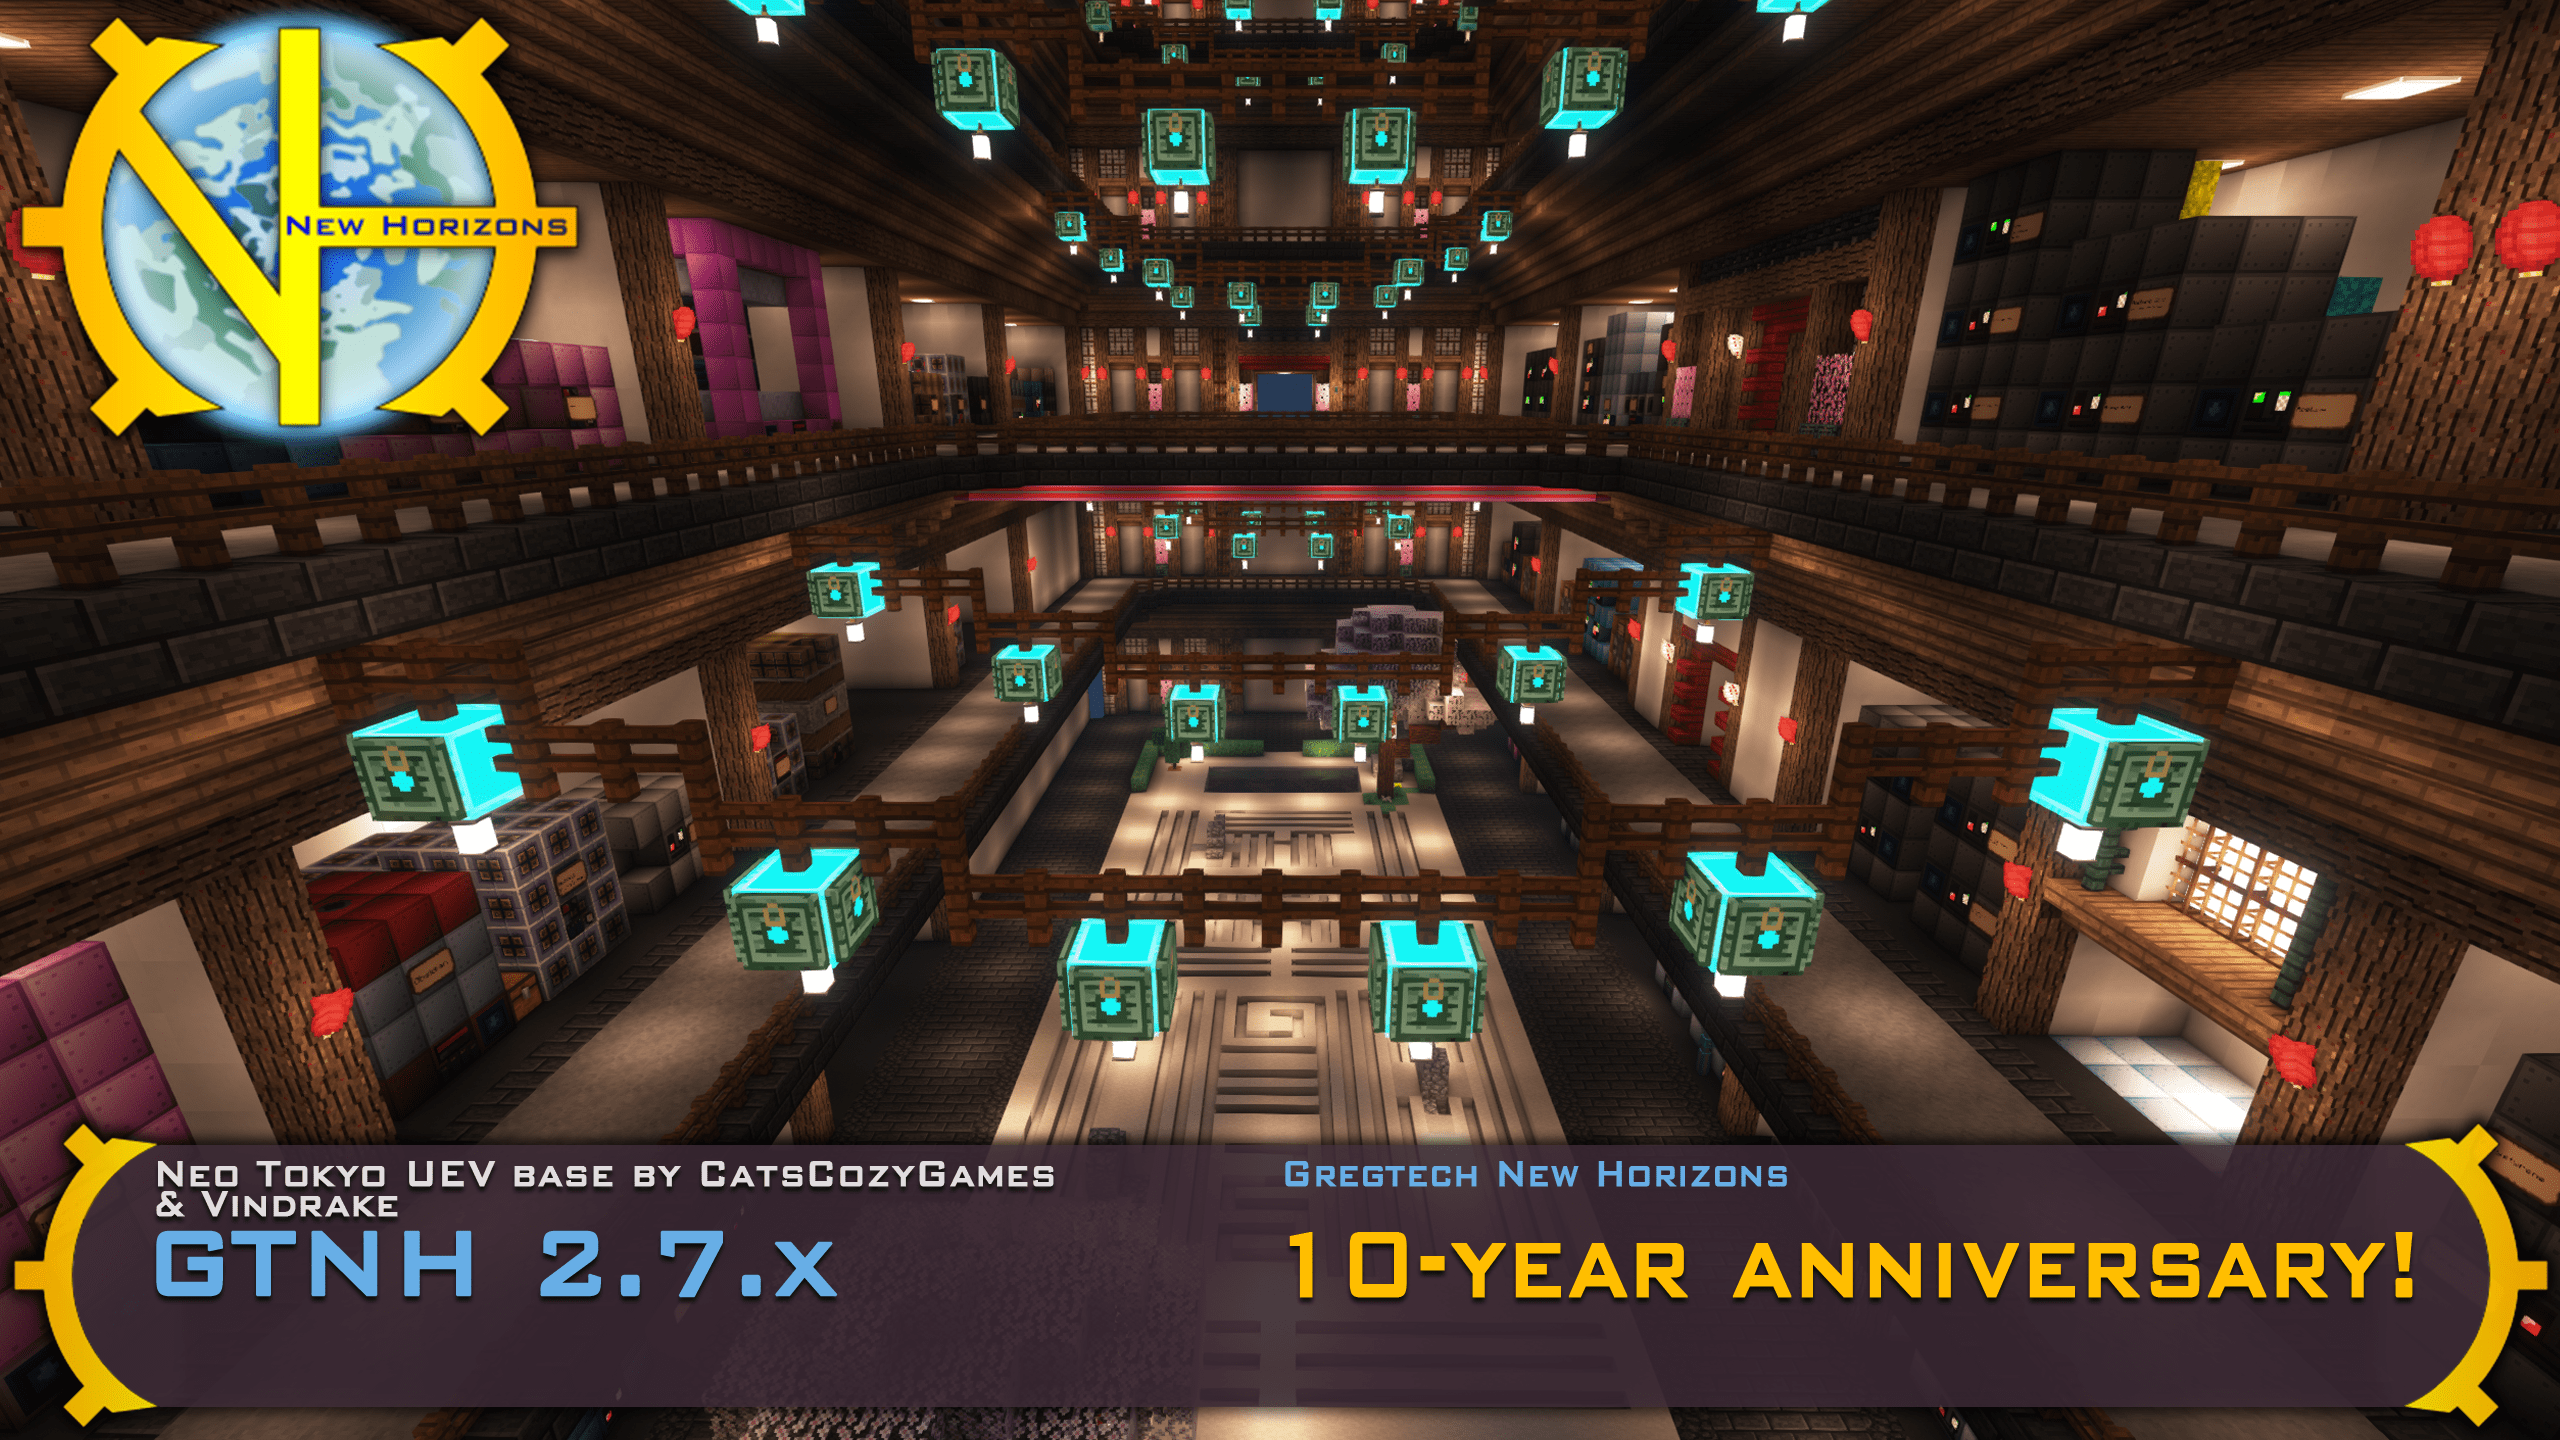 New Horizons
Neo Tokyo UEV base by CatsCozyGames
& Vindrake
GTNH 2.7.x
Gregtech New Horizons
10-year anniversary!